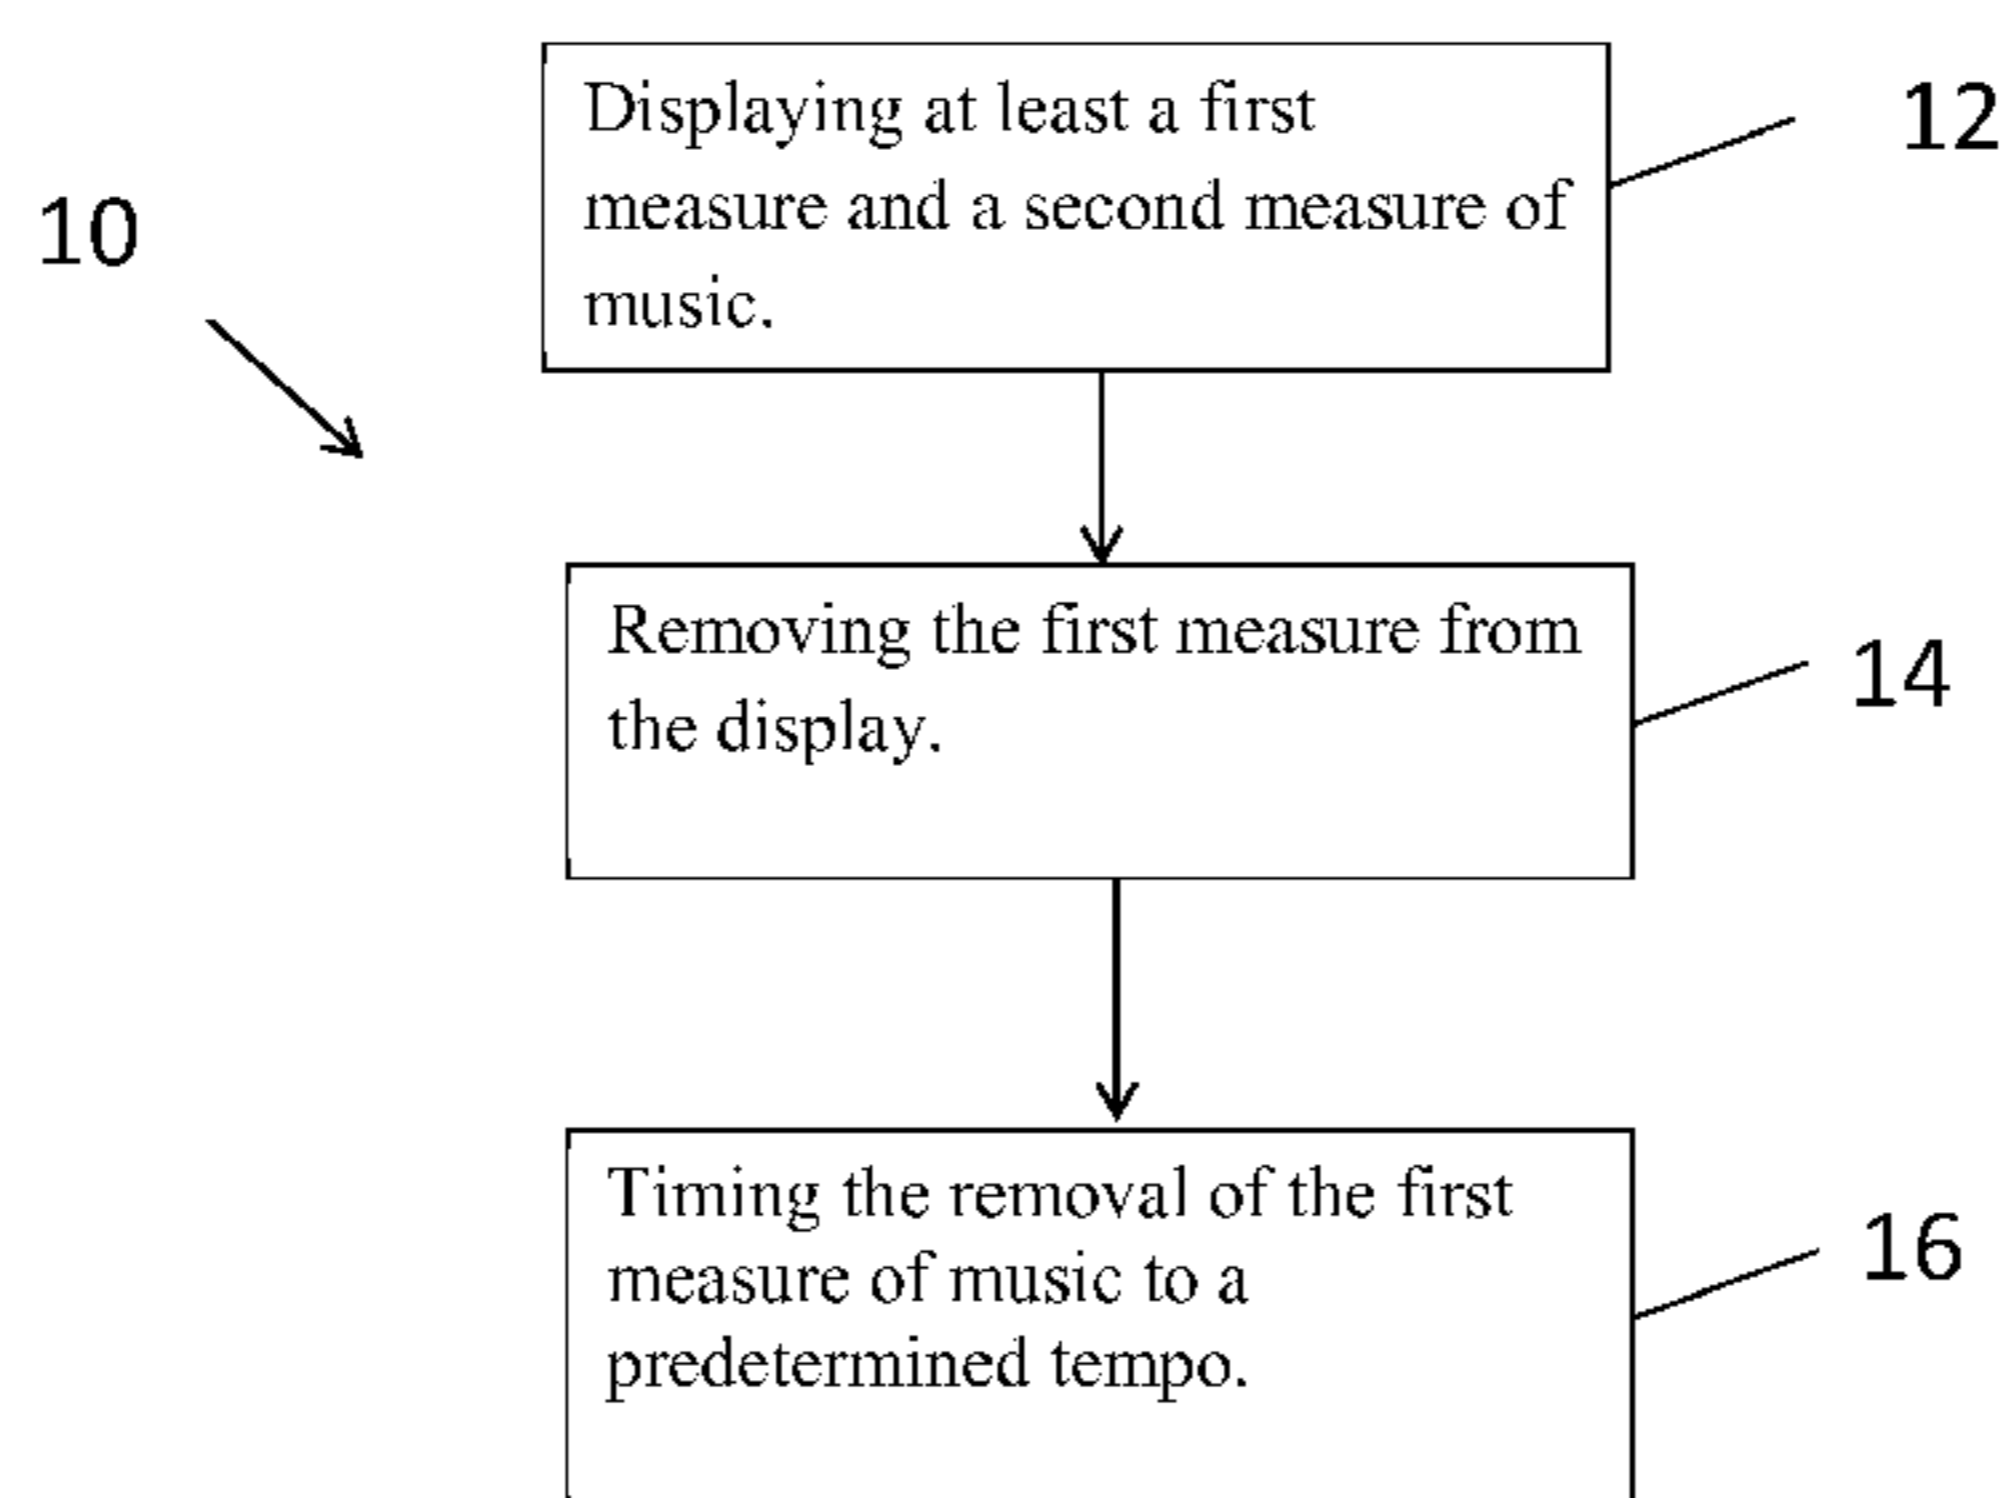 Displaying at least a first
12
measure and a second measure of
10
music.
Removing the first measure from
14
the display.
Timing the removal of the first
16
measure of music to a
predetermined tempo.